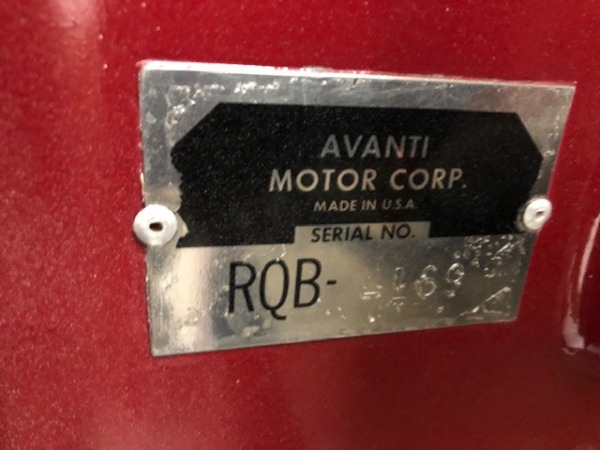 AVANTI
MOTOR CORP.
MADE IN U.S.A.
SERIAL NO.
RQB-